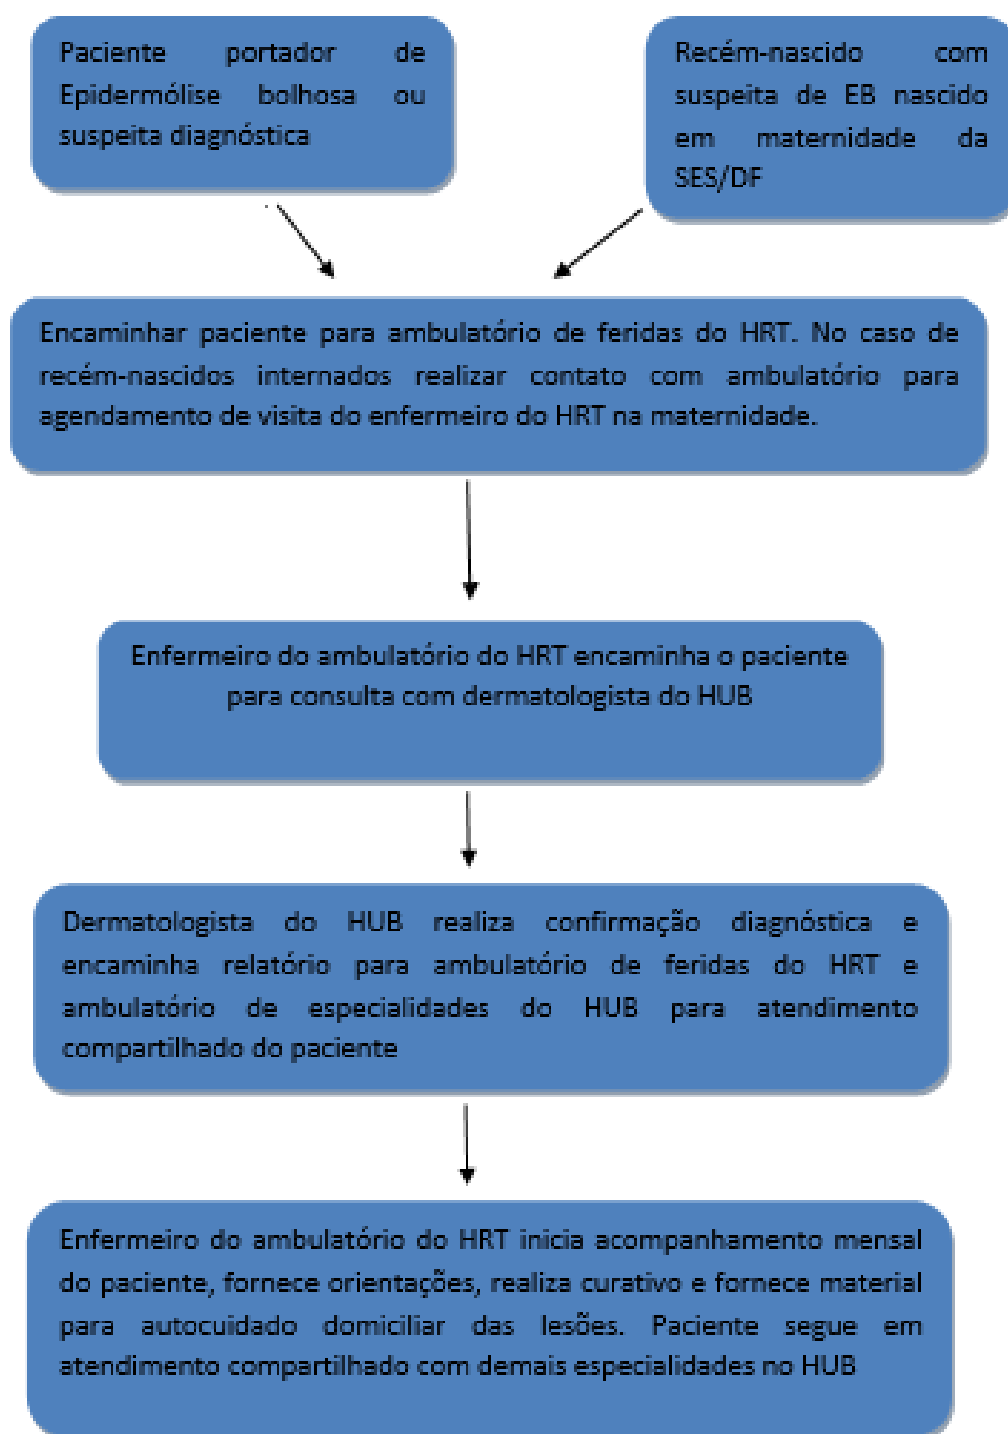 Paciente portador de
Epidermólise bolhosa ou
suspeita diagnóstica
Recém-nascido com
suspeita de EB nascido
em maternidade da
SES/DF
Encaminhar paciente para ambulatório de feridas do HRT. No caso de
recém-nascidos internados realizar contato com ambulatório para
agendamento de visita do enfermeiro do HRT na maternidade.
Enfermeiro do ambulatório do HRT encaminha o paciente
para consulta com dermatologista do HUB
Dermatologista do HUB realiza confirmação diagnóstica e
encaminha relatório para ambulatório de feridas do HRT e
ambulatório de especialidades do HUB para atendimento
compartilhado do paciente
Enfermeiro do ambulatório do HRT inicia acompanhamento mensal
do paciente, fornece orientações, realiza curativo e fornece material
para autocuidado domiciliar das lesões. Paciente segue em
atendimento compartilhado com demais especialidades no HUB